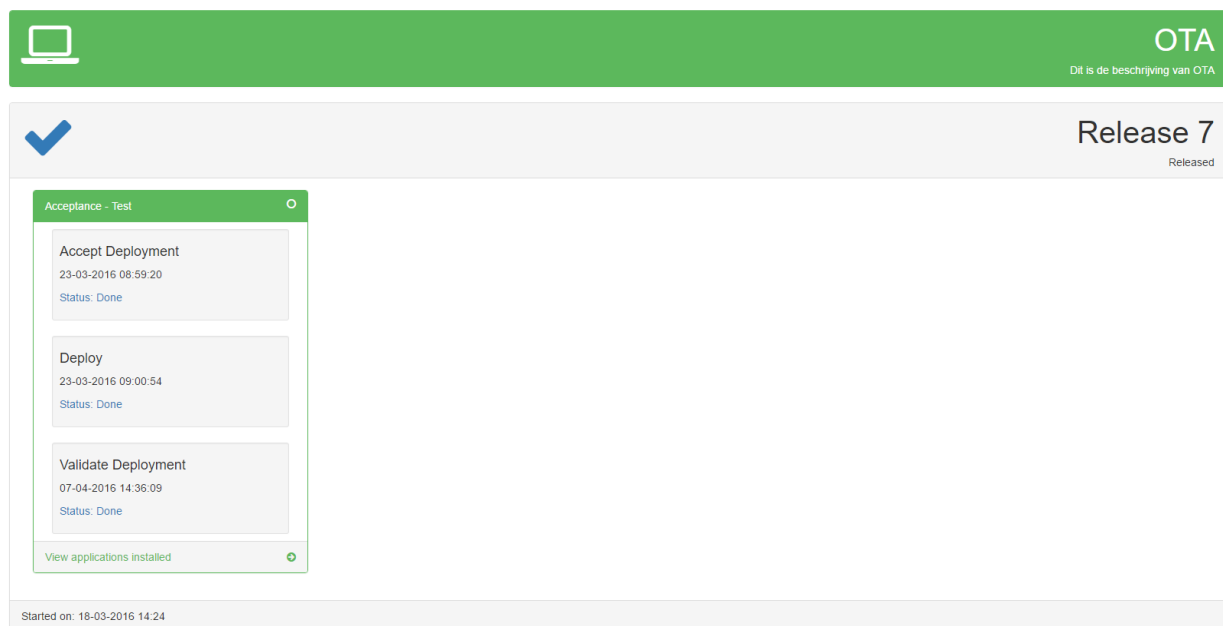 OTA
Dit is de beschrijving van OTA
Release 7
Released
Acceptance - Test
Accept Deployment
23-03-2016 08:59:20
Status: Done
Deploy
23-03-2016 09:00:54
Status: Done
Validate Deployment
07-04-2016 14:36:09
Status: Done
View applications installed
Started on: 18-03-2016 14:24